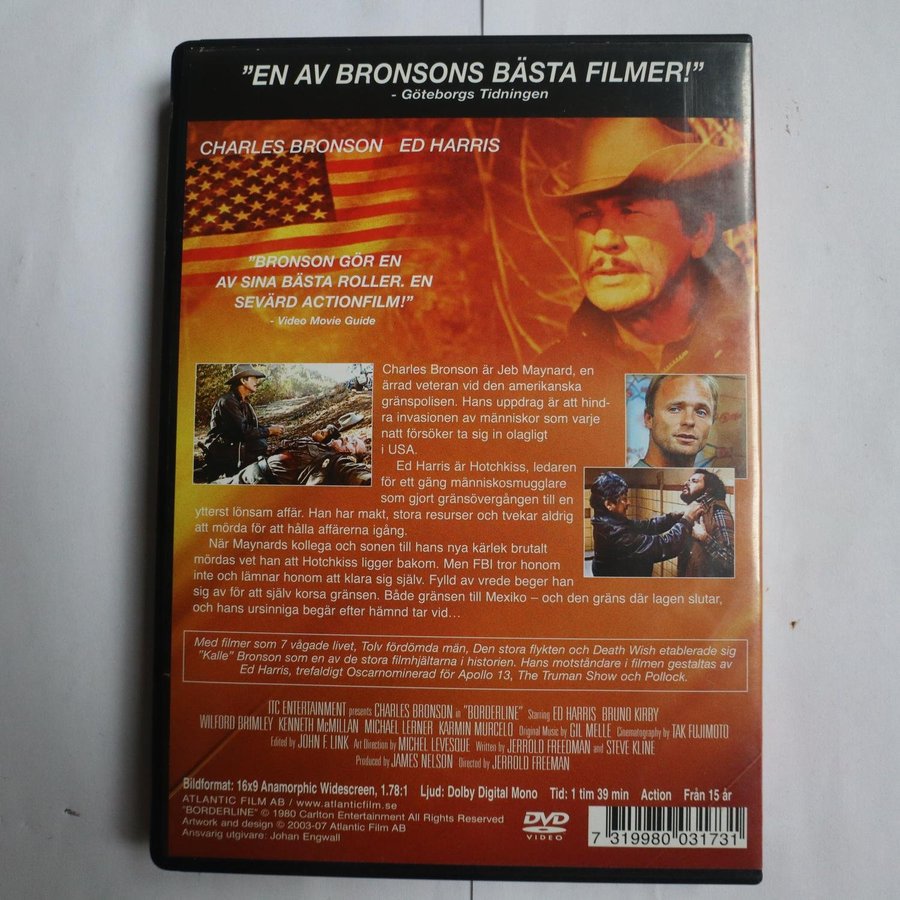 "EN AV BRONSONS BÄSTA FILMER!"
- Göteborgs Tidningen
CHARLES BRONSON ED HARRIS
"BRONSON GÖR EN
AV SINA BÄSTA ROLLER. EN
SEVÄRD ACTIONFILM!"
- Video Movie Guide
Charles Bronson är Jeb Maynard, en
ärrad veteran vid den amerikanska
gränspolisen. Hans uppdrag är att hind-
ra invasionen av människor som varje
natt försöker ta sig in olagligt
i USA.
Ed Harris är Hotchkiss, ledaren
för ett gäng människosmugglare
som gjort gränsövergången till en
ytterst lönsam affär. Han har makt, stora resurser och tvekar aldrig
att mörda för att hålla affärerna igång.
När Maynards kollega och sonen till hans nya kärlek brutalt
mördas vet han att Hotchkiss ligger bakom. Men FBI tror honom
inte och lämnar honom att klara sig själv. Fylld av vrede beger han
sig av för att själv korsa gränsen. Både gränsen till Mexiko – och den gräns där lagen slutar,
och hans ursinniga begär efter hämnd tar vid...
Med filmer som 7 vågade livet, Tolv fördömda män, Den stora flykten och Death Wish etablerade sig
"Kalle" Bronson som en av de stora filmhjältarna i historien. Hans motståndare i filmen gestaltas av
Ed Harris, trefaldigt Oscarnominerad för Apollo 13, The Truman Show och Pollock.
ITC ENTERTAINMENT presents CHARLES BRONSON in "BORDERLINE" Starring ED HARRIS BRUNO KIRBY
WILFORD BRIMLEY KENNETH McMILLAN MICHAEL LERNER KARMIN MURCELO Original Music by GIL MELLE Cinematography by TAK FUJIMOTO
Edited by JOHN F. LINK Art Direction by MICHEL LEVESQUE Written by JERROLD FREEDMAN and STEVE KLINE
Produced by JAMES NELSON Directed by JERROLD FREEMAN
Bildformat: 16x9 Anamorphic Widescreen, 1.78:1 Ljud: Dolby Digital Mono Tid: 1 tim 39 min Action Från 15 år
ATLANTIC FILM AB / www.atlanticfilm.se
"BORDERLINE" © 1980 Carlton Entertainment All Rights Reserved
Artwork and design © 2003-07 Atlantic Film AB
Ansvarig utgivare: Johan Engwall
DVD
VIDEO
7 319980 031731